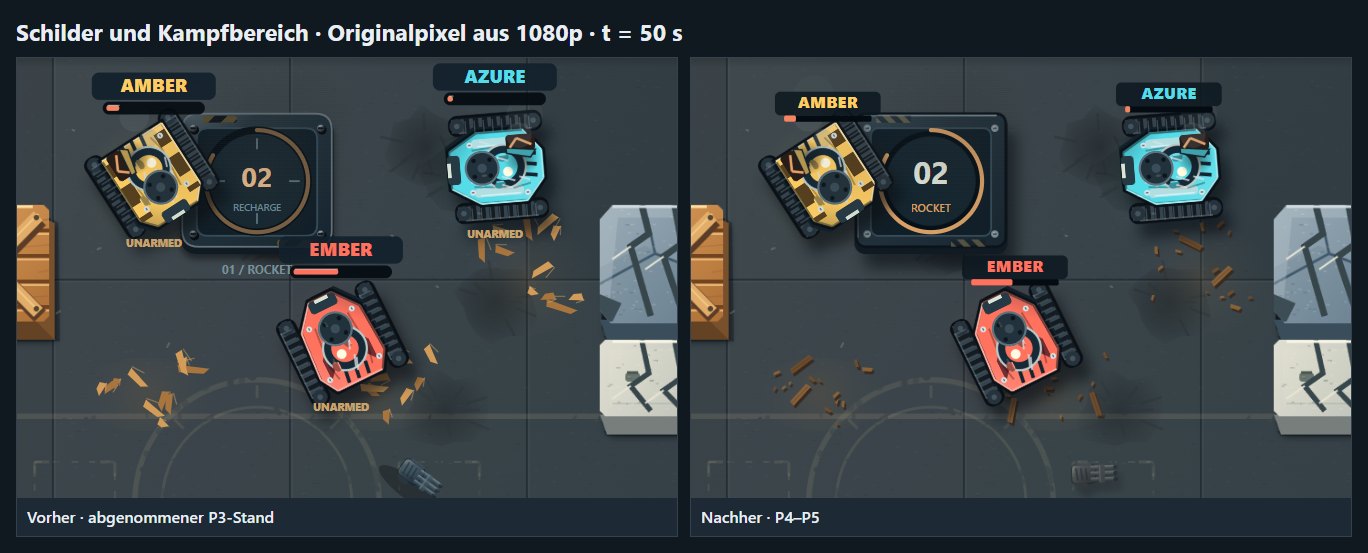 Schilder und Kampfbereich · Originalpixel aus 1080p · t = 50 s
AMBER
AZURE
02
RECHARGE
UNARMED
UNARMED
EMBER
01 / ROCKET
UNARMED
Vorher · abgenommener P3-Stand
AMBER
AZURE
02
ROCKET
EMBER
Nachher · P4–P5